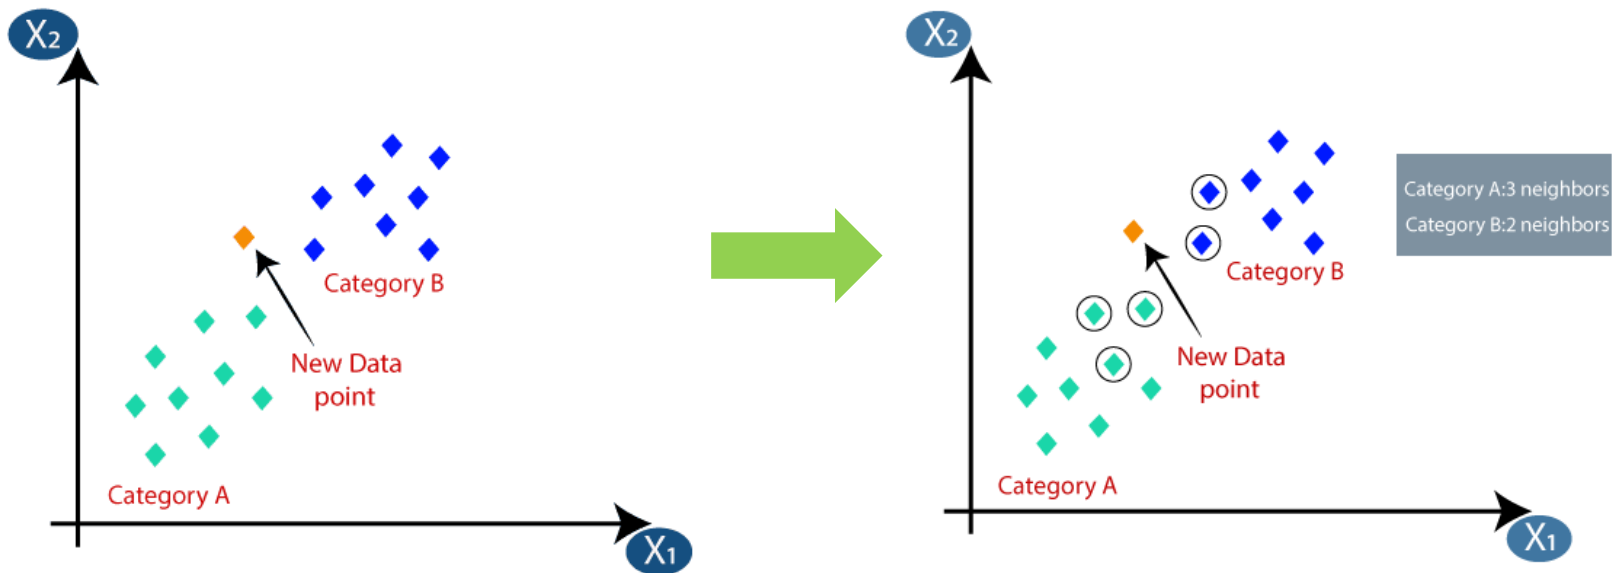 X₂
Category B
New Data
point
Category A
X₁
X₂
Category A:3 neighbors
Category B:2 neighbors
Category B
New Data
point
Category A
X₁